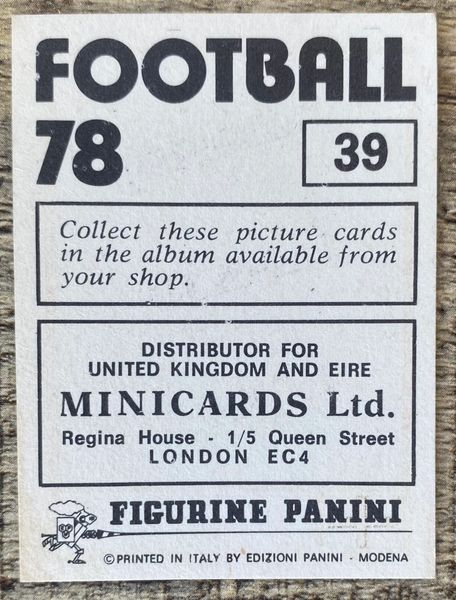 FOOTBALL
78
39
Collect these picture cards
in the album available from
your shop.
DISTRIBUTOR FOR
UNITED KINGDOM AND EIRE
MINICARDS Ltd.
Regina House - 1/5 Queen Street
LONDON EC4
FIGURINE PANINI
©PRINTED IN ITALY BY EDIZIONI PANINI - MODENA